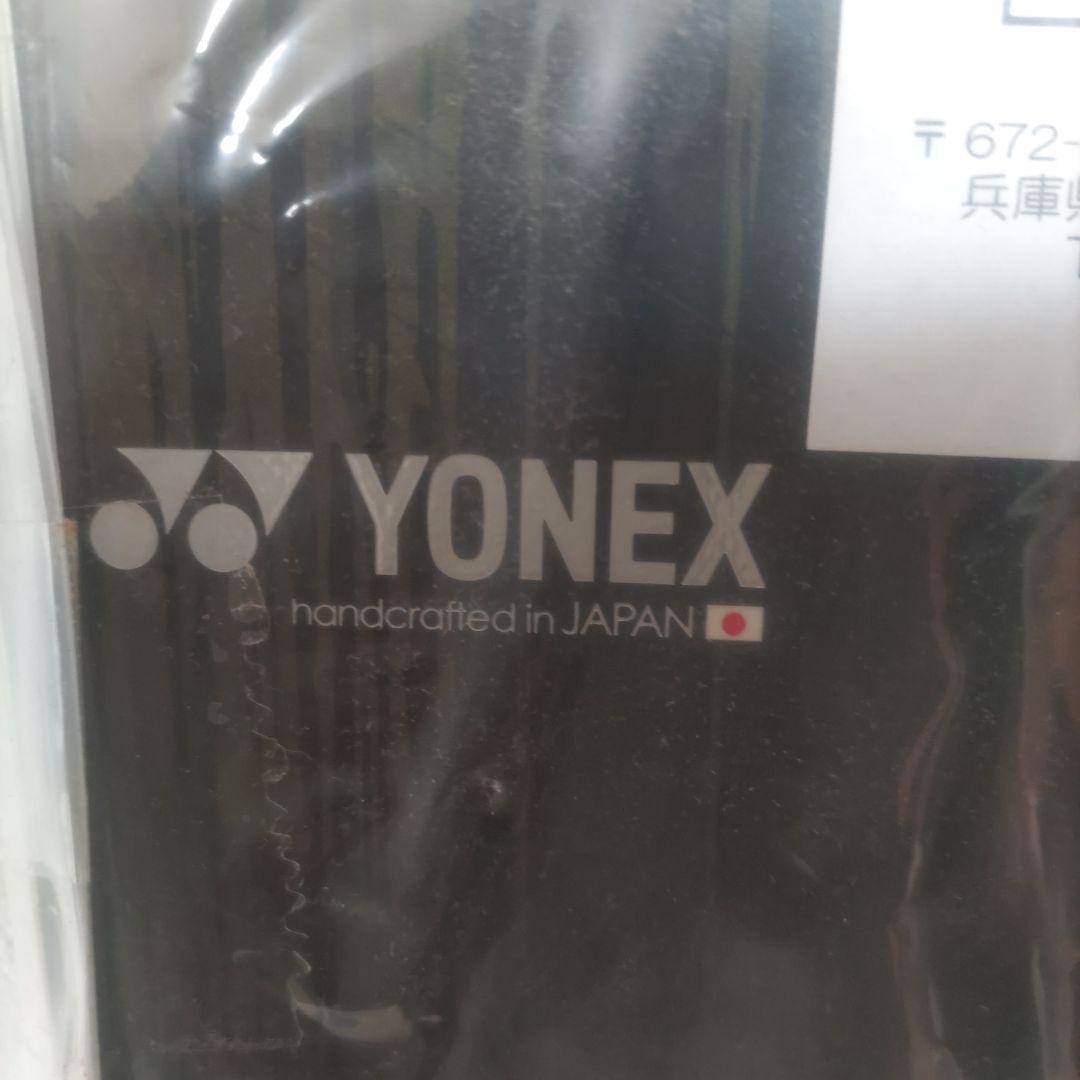 〒672-
兵庫県
YONEX
handcrafted in JAPAN